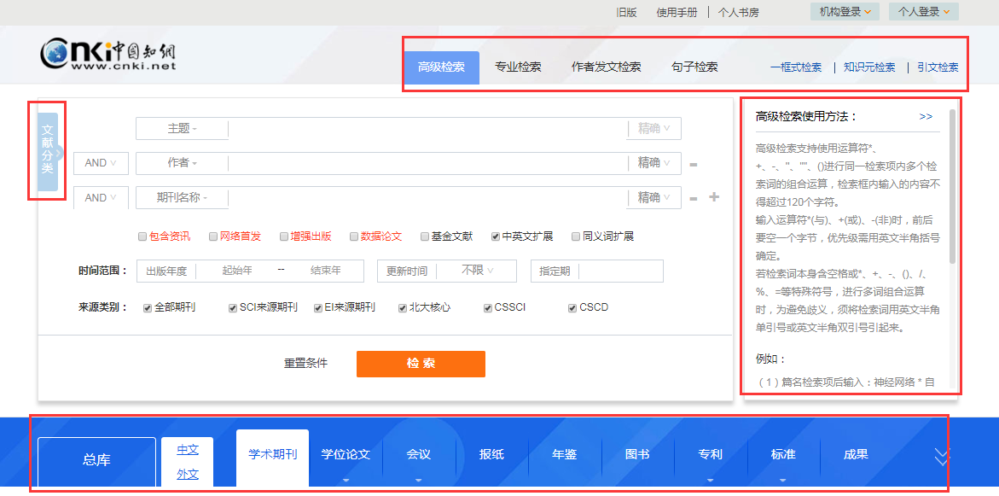 旧版 使用手册 个人书房 机构登录 个人登录
cnki 中国知網
www.cnki.net
高级检索 专业检索 作者发文检索 句子检索 一框式检索 知识元检索 引文检索
文献分类
主题 精确
AND 作者 精确
AND 期刊名称 精确
包含资讯 网络首发 增强出版 数据论文 基金文献 中英文扩展 同义词扩展
时间范围： 出版年度 起始年 -- 结束年 更新时间 不限 指定期
来源类别： 全部期刊 SCI来源期刊 EI来源期刊 北大核心 CSSCI CSCD
重置条件 检索
高级检索使用方法： >>
高级检索支持使用运算符*、
+、-、''、""、()进行同一检索项内多个检
索词的组合运算，检索框内输入的内容不
得超过120个字符。
输入运算符*(与)、+(或)、-(非)时，前后
要空一个字节，优先级需用英文半角括号
确定。
若检索词本身含空格或*、+、-、()、/、
%、=等特殊符号，进行多词组合运算
时，为避免歧义，须将检索词用英文半角
单引号或英文半角双引号引起来。
例如：
（1）篇名检索项后输入：神经网络 * 自
总库 中文 学术期刊 学位论文 会议 报纸 年鉴 图书 专利 标准 成果
外文